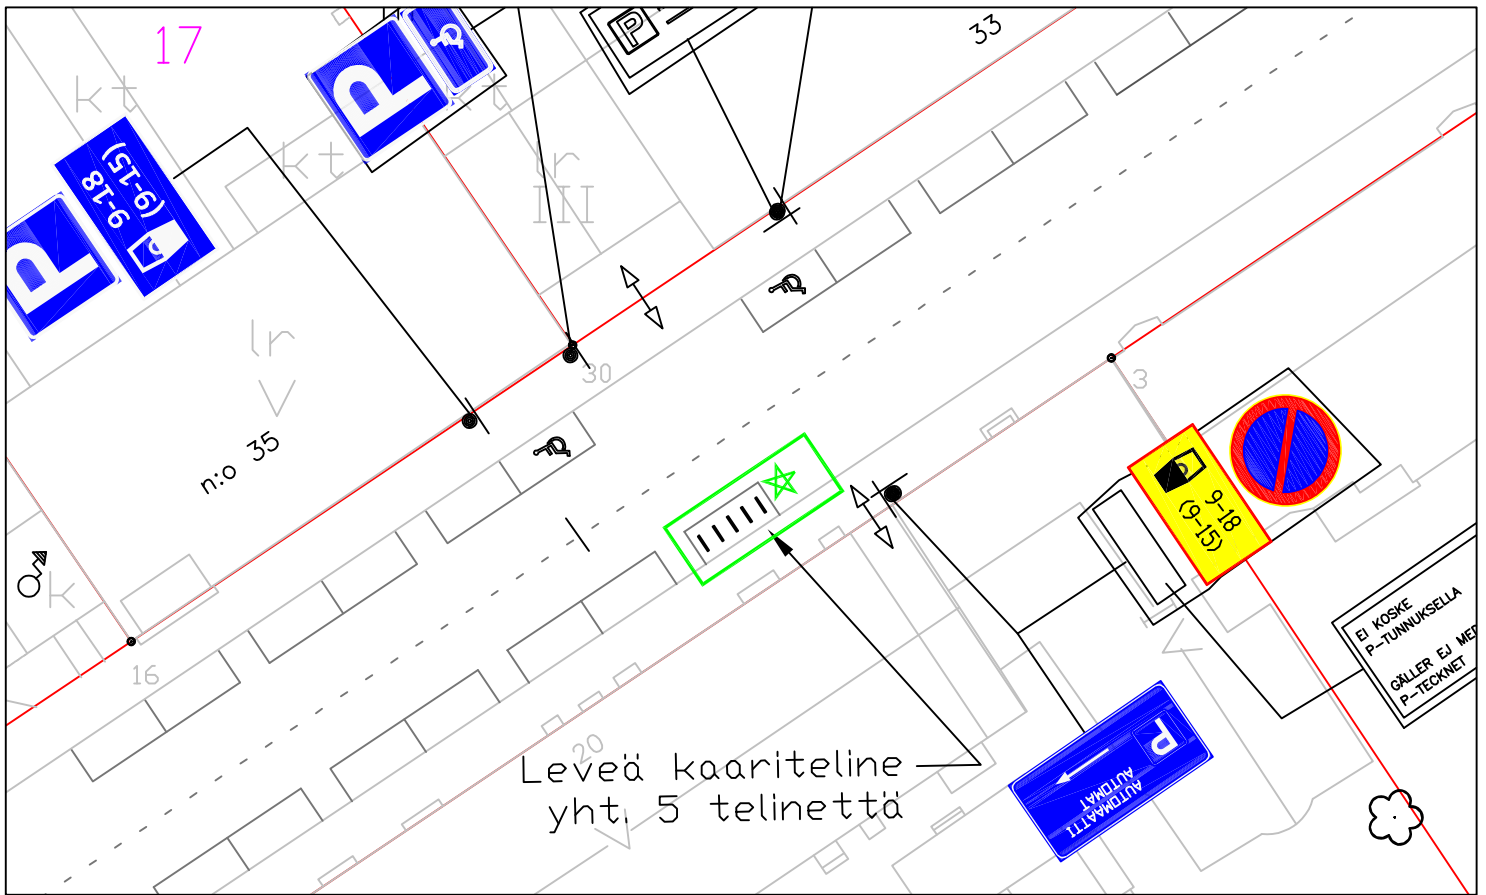 17
33
kt
kt
kt
P
P
9-18
(9-15)
P
lr
III
lr
30
3
n:o 35
k
16
20
9-18
(9-15)
P
EI KOSKE
P-TUNNUKSELLA
GÄLLER EJ MED
P-TECKNET
Leveä kaariteline
yht. 5 telinettä
P
AUTOMAATTI
AUTOMAT